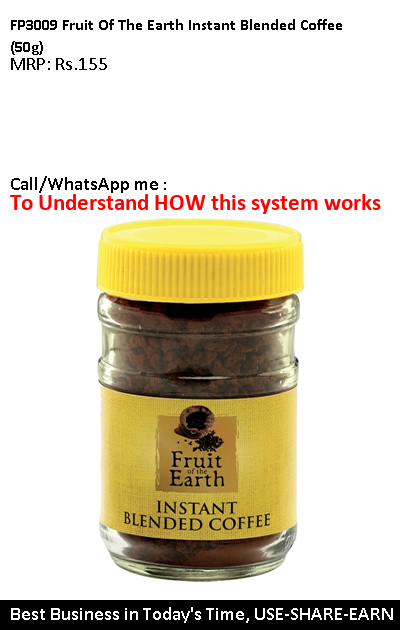 FP3009 Fruit Of The Earth Instant Blended Coffee
(50g)
MRP: Rs.155
Call/WhatsApp me :
To Understand HOW this system works
Fruit
of the
Earth
INSTANT
BLENDED COFFEE
Best Business in Today's Time, USE-SHARE-EARN